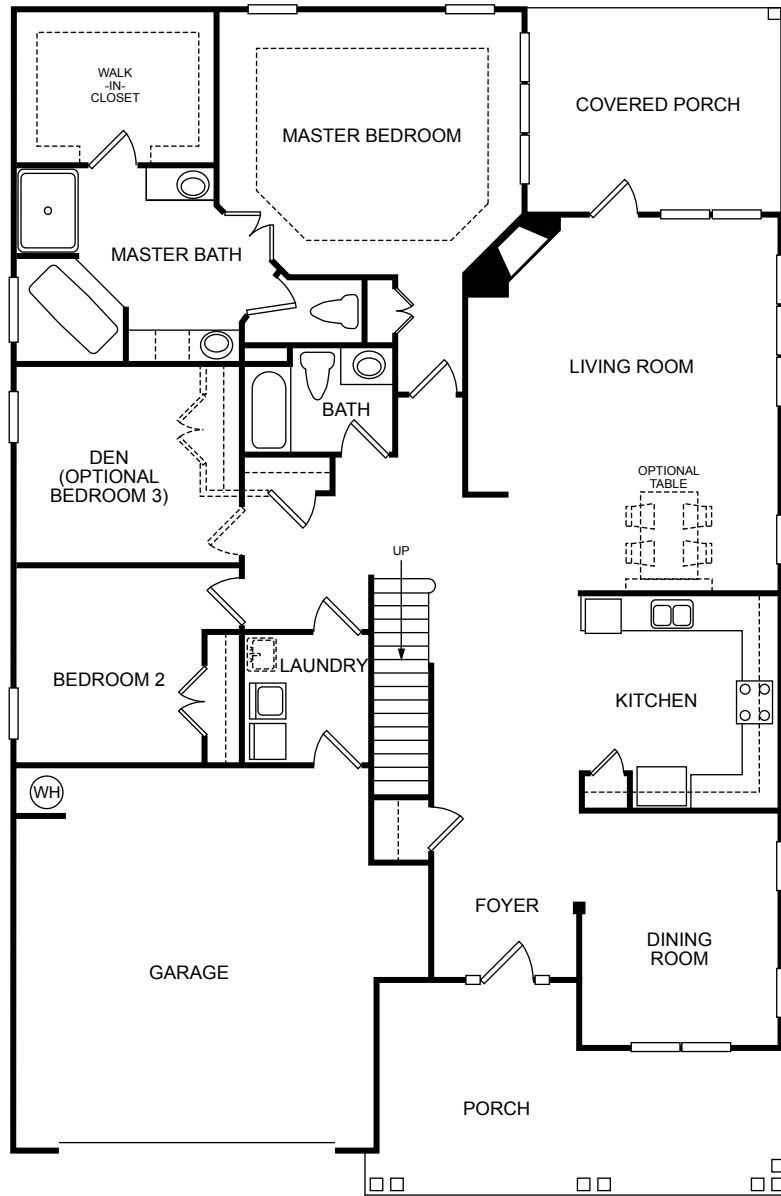 WALK
-IN-
CLOSET
MASTER BEDROOM
COVERED PORCH
MASTER BATH
LIVING ROOM
BATH
DEN
(OPTIONAL
BEDROOM 3)
OPTIONAL
TABLE
UP
LAUNDRY
BEDROOM 2
KITCHEN
WH
FOYER
DINING
ROOM
GARAGE
PORCH